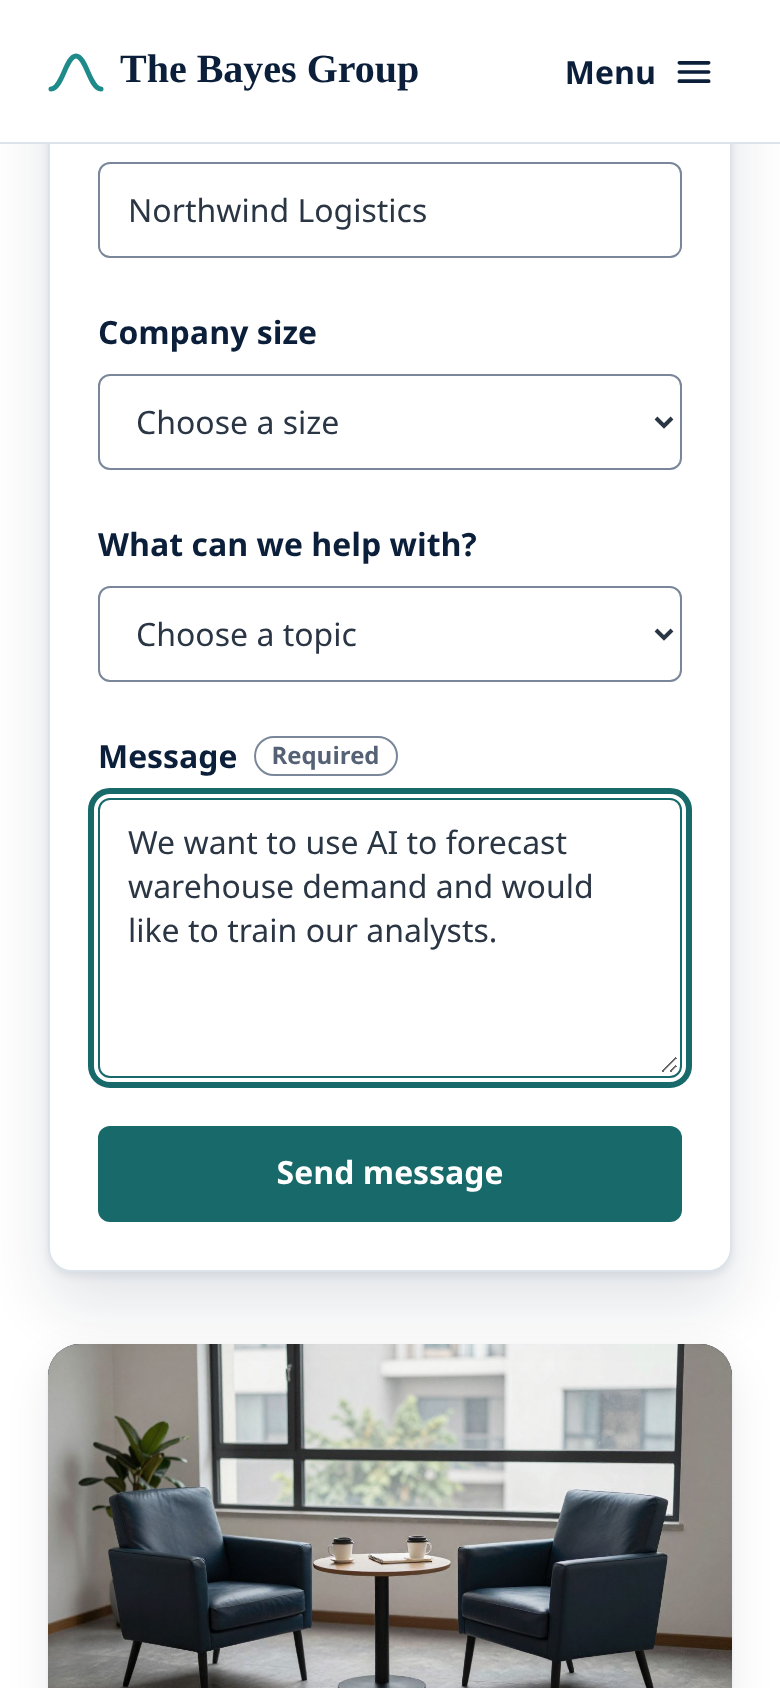 The Bayes Group
Menu
Northwind Logistics
Company size
Choose a size
What can we help with?
Choose a topic
Message Required
We want to use AI to forecast
warehouse demand and would
like to train our analysts.
Send message